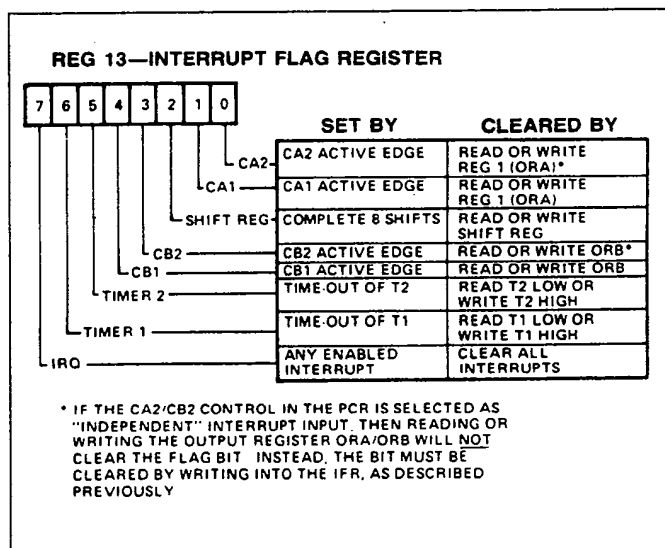 REG 13—INTERRUPT FLAG REGISTER
7 6 5 4 3 2 1 0
SET BY CLEARED BY
CA2 CA2 ACTIVE EDGE READ OR WRITE
REG 1 (ORA)*
CA1 CA1 ACTIVE EDGE READ OR WRITE
REG 1 (ORA)
SHIFT REG COMPLETE 8 SHIFTS READ OR WRITE
SHIFT REG
CB2 CB2 ACTIVE EDGE READ OR WRITE ORB*
CB1 CB1 ACTIVE EDGE READ OR WRITE ORB
TIMER 2 TIME-OUT OF T2 READ T2 LOW OR
WRITE T2 HIGH
TIMER 1 TIME-OUT OF T1 READ T1 LOW OR
WRITE T1 HIGH
IRQ ANY ENABLED CLEAR ALL
INTERRUPT INTERRUPTS
* IF THE CA2/CB2 CONTROL IN THE PCR IS SELECTED AS
"INDEPENDENT" INTERRUPT INPUT, THEN READING OR
WRITING THE OUTPUT REGISTER ORA/ORB WILL NOT
CLEAR THE FLAG BIT INSTEAD, THE BIT MUST BE
CLEARED BY WRITING INTO THE IFR, AS DESCRIBED
PREVIOUSLY